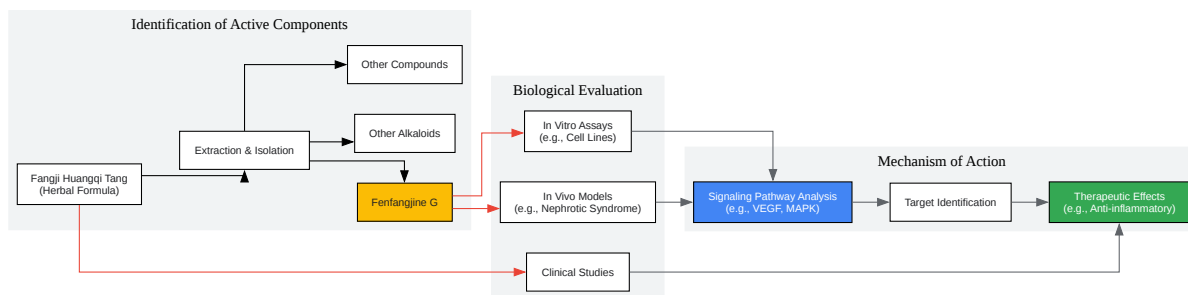 Identification of Active Components
Other Compounds
Other Alkaloids
Extraction & Isolation
Fangji Huangqi Tang
(Herbal Formula)
Fenfangjine G
Biological Evaluation
In Vitro Assays
(e.g., Cell Lines)
In Vivo Models
(e.g., Nephrotic Syndrome)
Clinical Studies
Mechanism of Action
Signaling Pathway Analysis
(e.g., VEGF, MAPK)
Target Identification
Therapeutic Effects
(e.g., Anti-inflammatory)